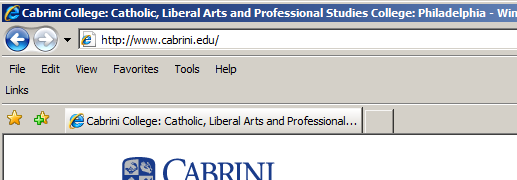 Cabrini College: Catholic, Liberal Arts and Professional Studies College: Philadelphia - Win
http://www.cabrini.edu/
File Edit View Favorites Tools Help
Links
Cabrini College: Catholic, Liberal Arts and Professional...
CABRINI